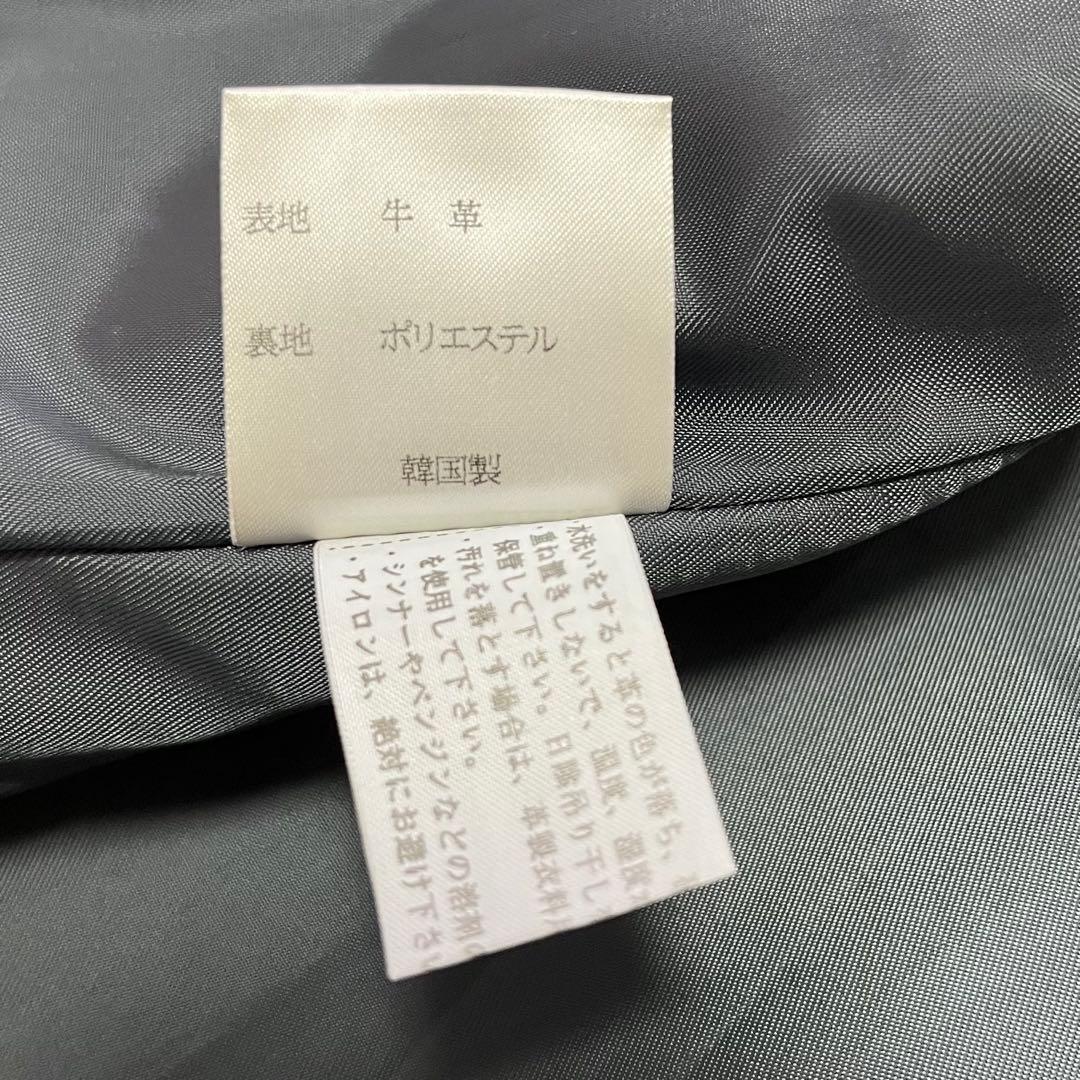 表地 牛革
裏地 ポリエステル
韓国製
水洗いをすると革の色が落ち、
・重ね置きしないで、温度、湿度
保管して下さい。日陰吊り干し
・汚れを落とす場合は、革製衣料
を使用して下さい。
・シンナーやベンジンなどの溶剤
・アイロンは、絶対にお避け下さ